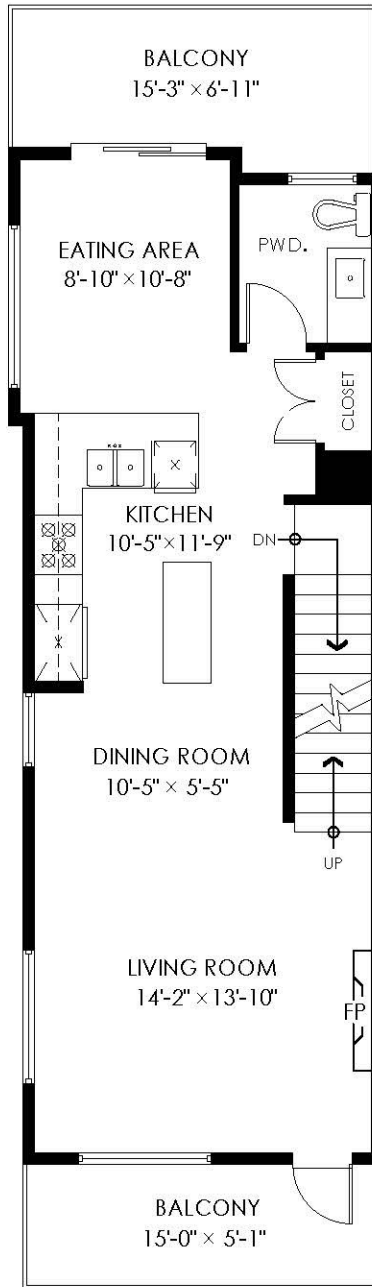 BALCONY
15'-3" × 6'-11"
EATING AREA
8'-10" × 10'-8"
PWD.
CLOSET
KITCHEN
10'-5" × 11'-9"
DN
DINING ROOM
10'-5" × 5'-5"
UP
LIVING ROOM
14'-2" × 13'-10"
FP
BALCONY
15'-0" × 5'-1"